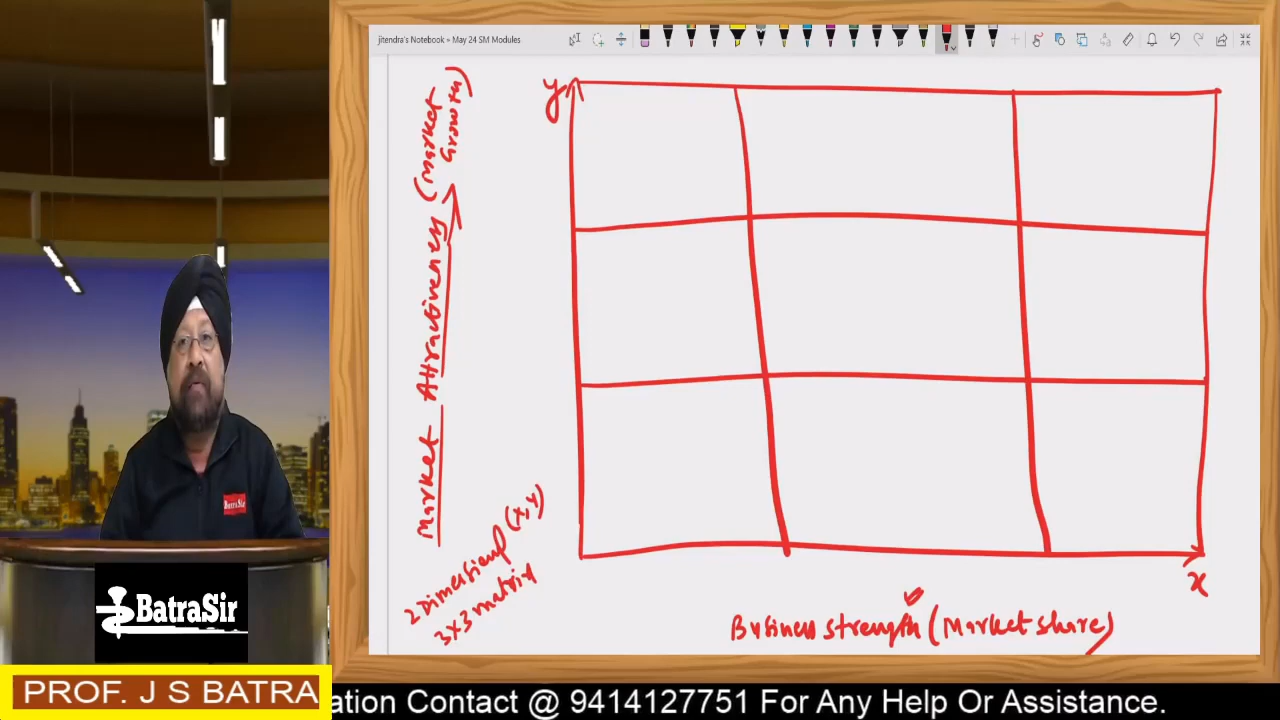 jitendra's Notebook » May 24 SM Modules
y
Market Attractiveness (Market
Growth)
2 Dimensional (x,y)
3x3 matrix
x
Business strength (Market share)
BatraSir
BatraSir
PROF. J S BATRA
ation Contact @ 9414127751 For Any Help Or Assistance.